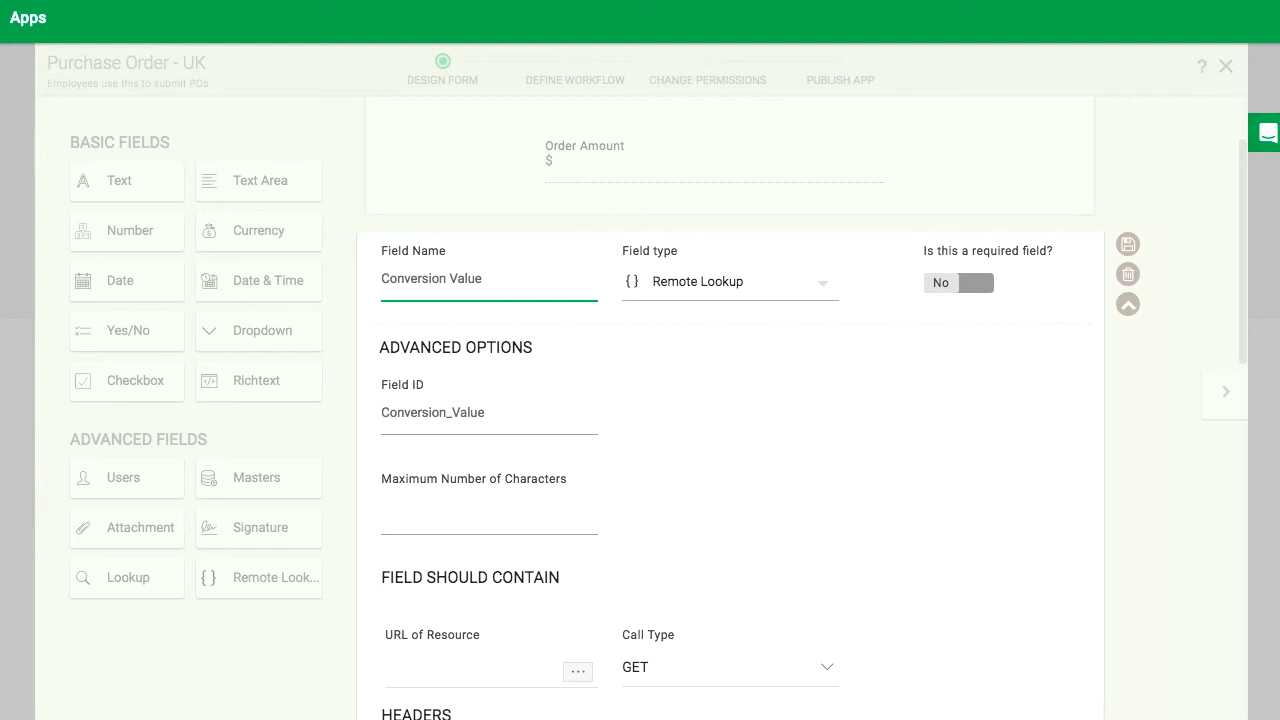 Apps
Purchase Order - UK
Employees use this to submit POs
DESIGN FORM
DEFINE WORKFLOW
CHANGE PERMISSIONS
PUBLISH APP
?
BASIC FIELDS
Text
Text Area
Number
Currency
Date
Date & Time
Yes/No
Dropdown
Checkbox
Richtext
ADVANCED FIELDS
Users
Masters
Attachment
Signature
Lookup
{ } Remote Look...
Order Amount
$
Field Name
Conversion Value
Field type
{ } Remote Lookup
Is this a required field?
No
ADVANCED OPTIONS
Field ID
Conversion_Value
Maximum Number of Characters
FIELD SHOULD CONTAIN
URL of Resource
...
Call Type
GET
HEADERS